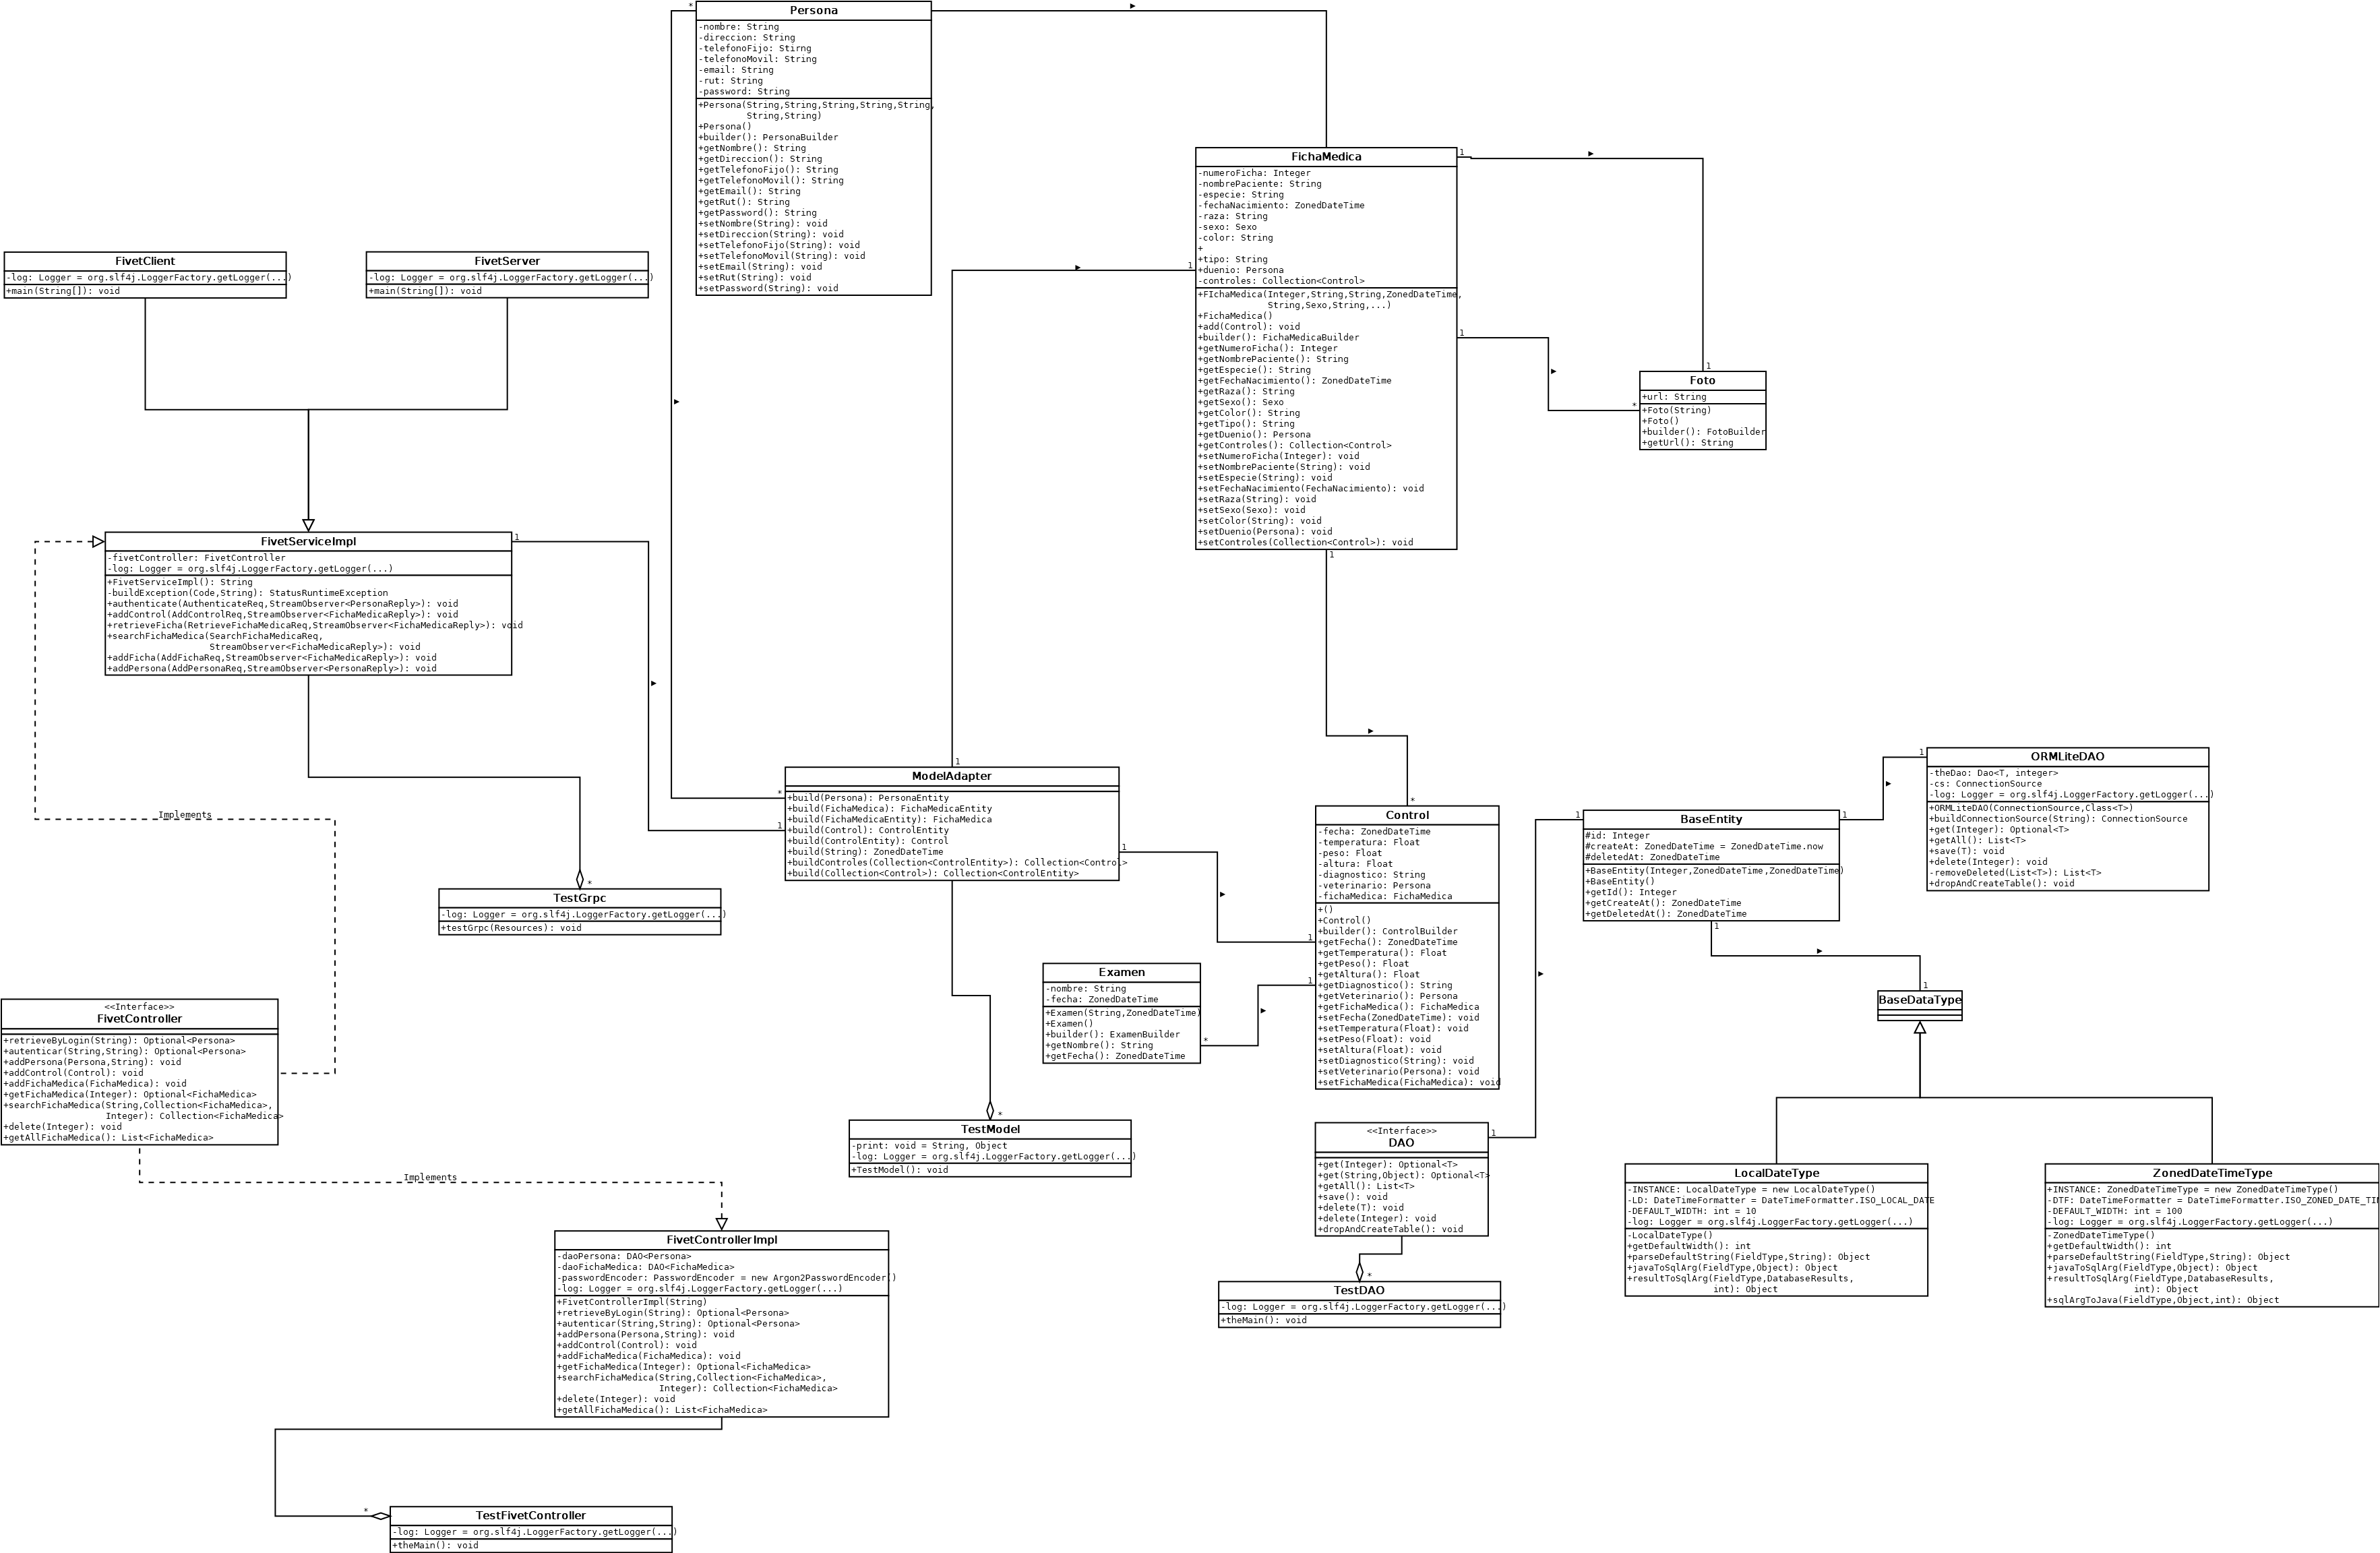 Persona
-nombre: String
-direccion: String
-telefonoFijo: Stirng
-telefonoMovil: String
-email: String
-rut: String
-password: String
+Persona(String,String,String,String,String,
String,String)
+Persona()
+builder(): PersonaBuilder
+getNombre(): String
+getDireccion(): String
+getTelefonoFijo(): String
+getTelefonoMovil(): String
+getEmail(): String
+getRut(): String
+getPassword(): String
+setNombre(String): void
+setDireccion(String): void
+setTelefonoFijo(String): void
+setTelefonoMovil(String): void
+setEmail(String): void
+setRut(String): void
+setPassword(String): void
*
FichaMedica
-numeroFicha: Integer
-nombrePaciente: String
-especie: String
-fechaNacimiento: ZonedDateTime
-raza: String
-sexo: Sexo
-color: String
+
+tipo: String
+duenio: Persona
-controles: Collection<Control>
+FIchaMedica(Integer,String,String,ZonedDateTime,
String,Sexo,String,...)
+FichaMedica()
+add(Control): void
+builder(): FichaMedicaBuilder
+getNumeroFicha(): Integer
+getNombrePaciente(): String
+getEspecie(): String
+getFechaNacimiento(): ZonedDateTime
+getRaza(): String
+getSexo(): Sexo
+getColor(): String
+getTipo(): String
+getDuenio(): Persona
+getControles(): Collection<Control>
+setNumeroFicha(Integer): void
+setNombrePaciente(String): void
+setEspecie(String): void
+setFechaNacimiento(FechaNacimiento): void
+setRaza(String): void
+setSexo(Sexo): void
+setColor(String): void
+setDuenio(Persona): void
+setControles(Collection<Control>): void
1
1
1
1
Foto
+url: String
+Foto(String)
+Foto()
+builder(): FotoBuilder
+getUrl(): String
1
*
FivetClient
-log: Logger = org.slf4j.LoggerFactory.getLogger(...)
+main(String[]): void
FivetServer
-log: Logger = org.slf4j.LoggerFactory.getLogger(...)
+main(String[]): void
FivetServiceImpl
-fivetController: FivetController
-log: Logger = org.slf4j.LoggerFactory.getLogger(...)
+FivetServiceImpl(): String
-buildException(Code,String): StatusRuntimeException
+authenticate(AuthenticateReq,StreamObserver<PersonaReply>): void
+addControl(AddControlReq,StreamObserver<FichaMedicaReply>): void
+retrieveFicha(RetrieveFichaMedicaReq,StreamObserver<FichaMedicaReply>): void
+searchFichaMedica(SearchFichaMedicaReq,
StreamObserver<FichaMedicaReply>): void
+addFicha(AddFichaReq,StreamObserver<FichaMedicaReply>): void
+addPersona(AddPersonaReq,StreamObserver<PersonaReply>): void
1
Implements
ModelAdapter
+build(Persona): PersonaEntity
+build(FichaMedica): FichaMedicaEntity
+build(FichaMedicaEntity): FichaMedica
+build(Control): ControlEntity
+build(ControlEntity): Control
+build(String): ZonedDateTime
+buildControles(Collection<ControlEntity>): Collection<Control>
+build(Collection<Control>): Collection<ControlEntity>
1
*
1
1
TestGrpc
-log: Logger = org.slf4j.LoggerFactory.getLogger(...)
+testGrpc(Resources): void
*
Control
-fecha: ZonedDateTime
-temperatura: Float
-peso: Float
-altura: Float
-diagnostico: String
-veterinario: Persona
-fichaMedica: FichaMedica
+()
+Control()
+builder(): ControlBuilder
+getFecha(): ZonedDateTime
+getTemperatura(): Float
+getPeso(): Float
+getAltura(): Float
+getDiagnostico(): String
+getVeterinario(): Persona
+getFichaMedica(): FichaMedica
+setFecha(ZonedDateTime): void
+setTemperatura(Float): void
+setPeso(Float): void
+setAltura(Float): void
+setDiagnostico(String): void
+setVeterinario(Persona): void
+setFichaMedica(FichaMedica): void
*
1
1
Examen
-nombre: String
-fecha: ZonedDateTime
+Examen(String,ZonedDateTime)
+Examen()
+builder(): ExamenBuilder
+getNombre(): String
+getFecha(): ZonedDateTime
*
BaseEntity
#id: Integer
#createAt: ZonedDateTime = ZonedDateTime.now
#deletedAt: ZonedDateTime
+BaseEntity(Integer,ZonedDateTime,ZonedDateTime)
+BaseEntity()
+getId(): Integer
+getCreateAt(): ZonedDateTime
+getDeletedAt(): ZonedDateTime
1
1
1
ORMLiteDAO
-theDao: Dao<T, integer>
-cs: ConnectionSource
-log: Logger = org.slf4j.LoggerFactory.getLogger(...)
+ORMLiteDAO(ConnectionSource,Class<T>)
+buildConnectionSource(String): ConnectionSource
+get(Integer): Optional<T>
+getAll(): List<T>
+save(T): void
+delete(Integer): void
-removeDeleted(List<T>): List<T>
+dropAndCreateTable(): void
1
BaseDataType
1
<<Interface>>
FivetController
+retrieveByLogin(String): Optional<Persona>
+autenticar(String,String): Optional<Persona>
+addPersona(Persona,String): void
+addControl(Control): void
+addFichaMedica(FichaMedica): void
+getFichaMedica(Integer): Optional<FichaMedica>
+searchFichaMedica(String,Collection<FichaMedica>,
Integer): Collection<FichaMedica>
+delete(Integer): void
+getAllFichaMedica(): List<FichaMedica>
Implements
TestModel
-print: void = String, Object
-log: Logger = org.slf4j.LoggerFactory.getLogger(...)
+TestModel(): void
*
<<Interface>>
DAO
+get(Integer): Optional<T>
+get(String,Object): Optional<T>
+getAll(): List<T>
+save(): void
+delete(T): void
+delete(Integer): void
+dropAndCreateTable(): void
1
TestDAO
-log: Logger = org.slf4j.LoggerFactory.getLogger(...)
+theMain(): void
*
LocalDateType
-INSTANCE: LocalDateType = new LocalDateType()
-LD: DateTimeFormatter = DateTimeFormatter.ISO_LOCAL_DATE
-DEFAULT_WIDTH: int = 10
-log: Logger = org.slf4j.LoggerFactory.getLogger(...)
-LocalDateType()
+getDefaultWidth(): int
+parseDefaultString(FieldType,String): Object
+javaToSqlArg(FieldType,Object): Object
+resultToSqlArg(FieldType,DatabaseResults,
int): Object
ZonedDateTimeType
+INSTANCE: ZonedDateTimeType = new ZonedDateTimeType()
-DTF: DateTimeFormatter = DateTimeFormatter.ISO_ZONED_DATE_TI
-DEFAULT_WIDTH: int = 100
-log: Logger = org.slf4j.LoggerFactory.getLogger(...)
-ZonedDateTimeType()
+getDefaultWidth(): int
+parseDefaultString(FieldType,String): Object
+javaToSqlArg(FieldType,Object): Object
+resultToSqlArg(FieldType,DatabaseResults,
int): Object
+sqlArgToJava(FieldType,Object,int): Object
FivetControllerImpl
-daoPersona: DAO<Persona>
-daoFichaMedica: DAO<FichaMedica>
-passwordEncoder: PasswordEncoder = new Argon2PasswordEncoder()
-log: Logger = org.slf4j.LoggerFactory.getLogger(...)
+FivetControllerImpl(String)
+retrieveByLogin(String): Optional<Persona>
+autenticar(String,String): Optional<Persona>
+addPersona(Persona,String): void
+addControl(Control): void
+addFichaMedica(FichaMedica): void
+getFichaMedica(Integer): Optional<FichaMedica>
+searchFichaMedica(String,Collection<FichaMedica>,
Integer): Collection<FichaMedica>
+delete(Integer): void
+getAllFichaMedica(): List<FichaMedica>
TestFivetController
-log: Logger = org.slf4j.LoggerFactory.getLogger(...)
+theMain(): void
*